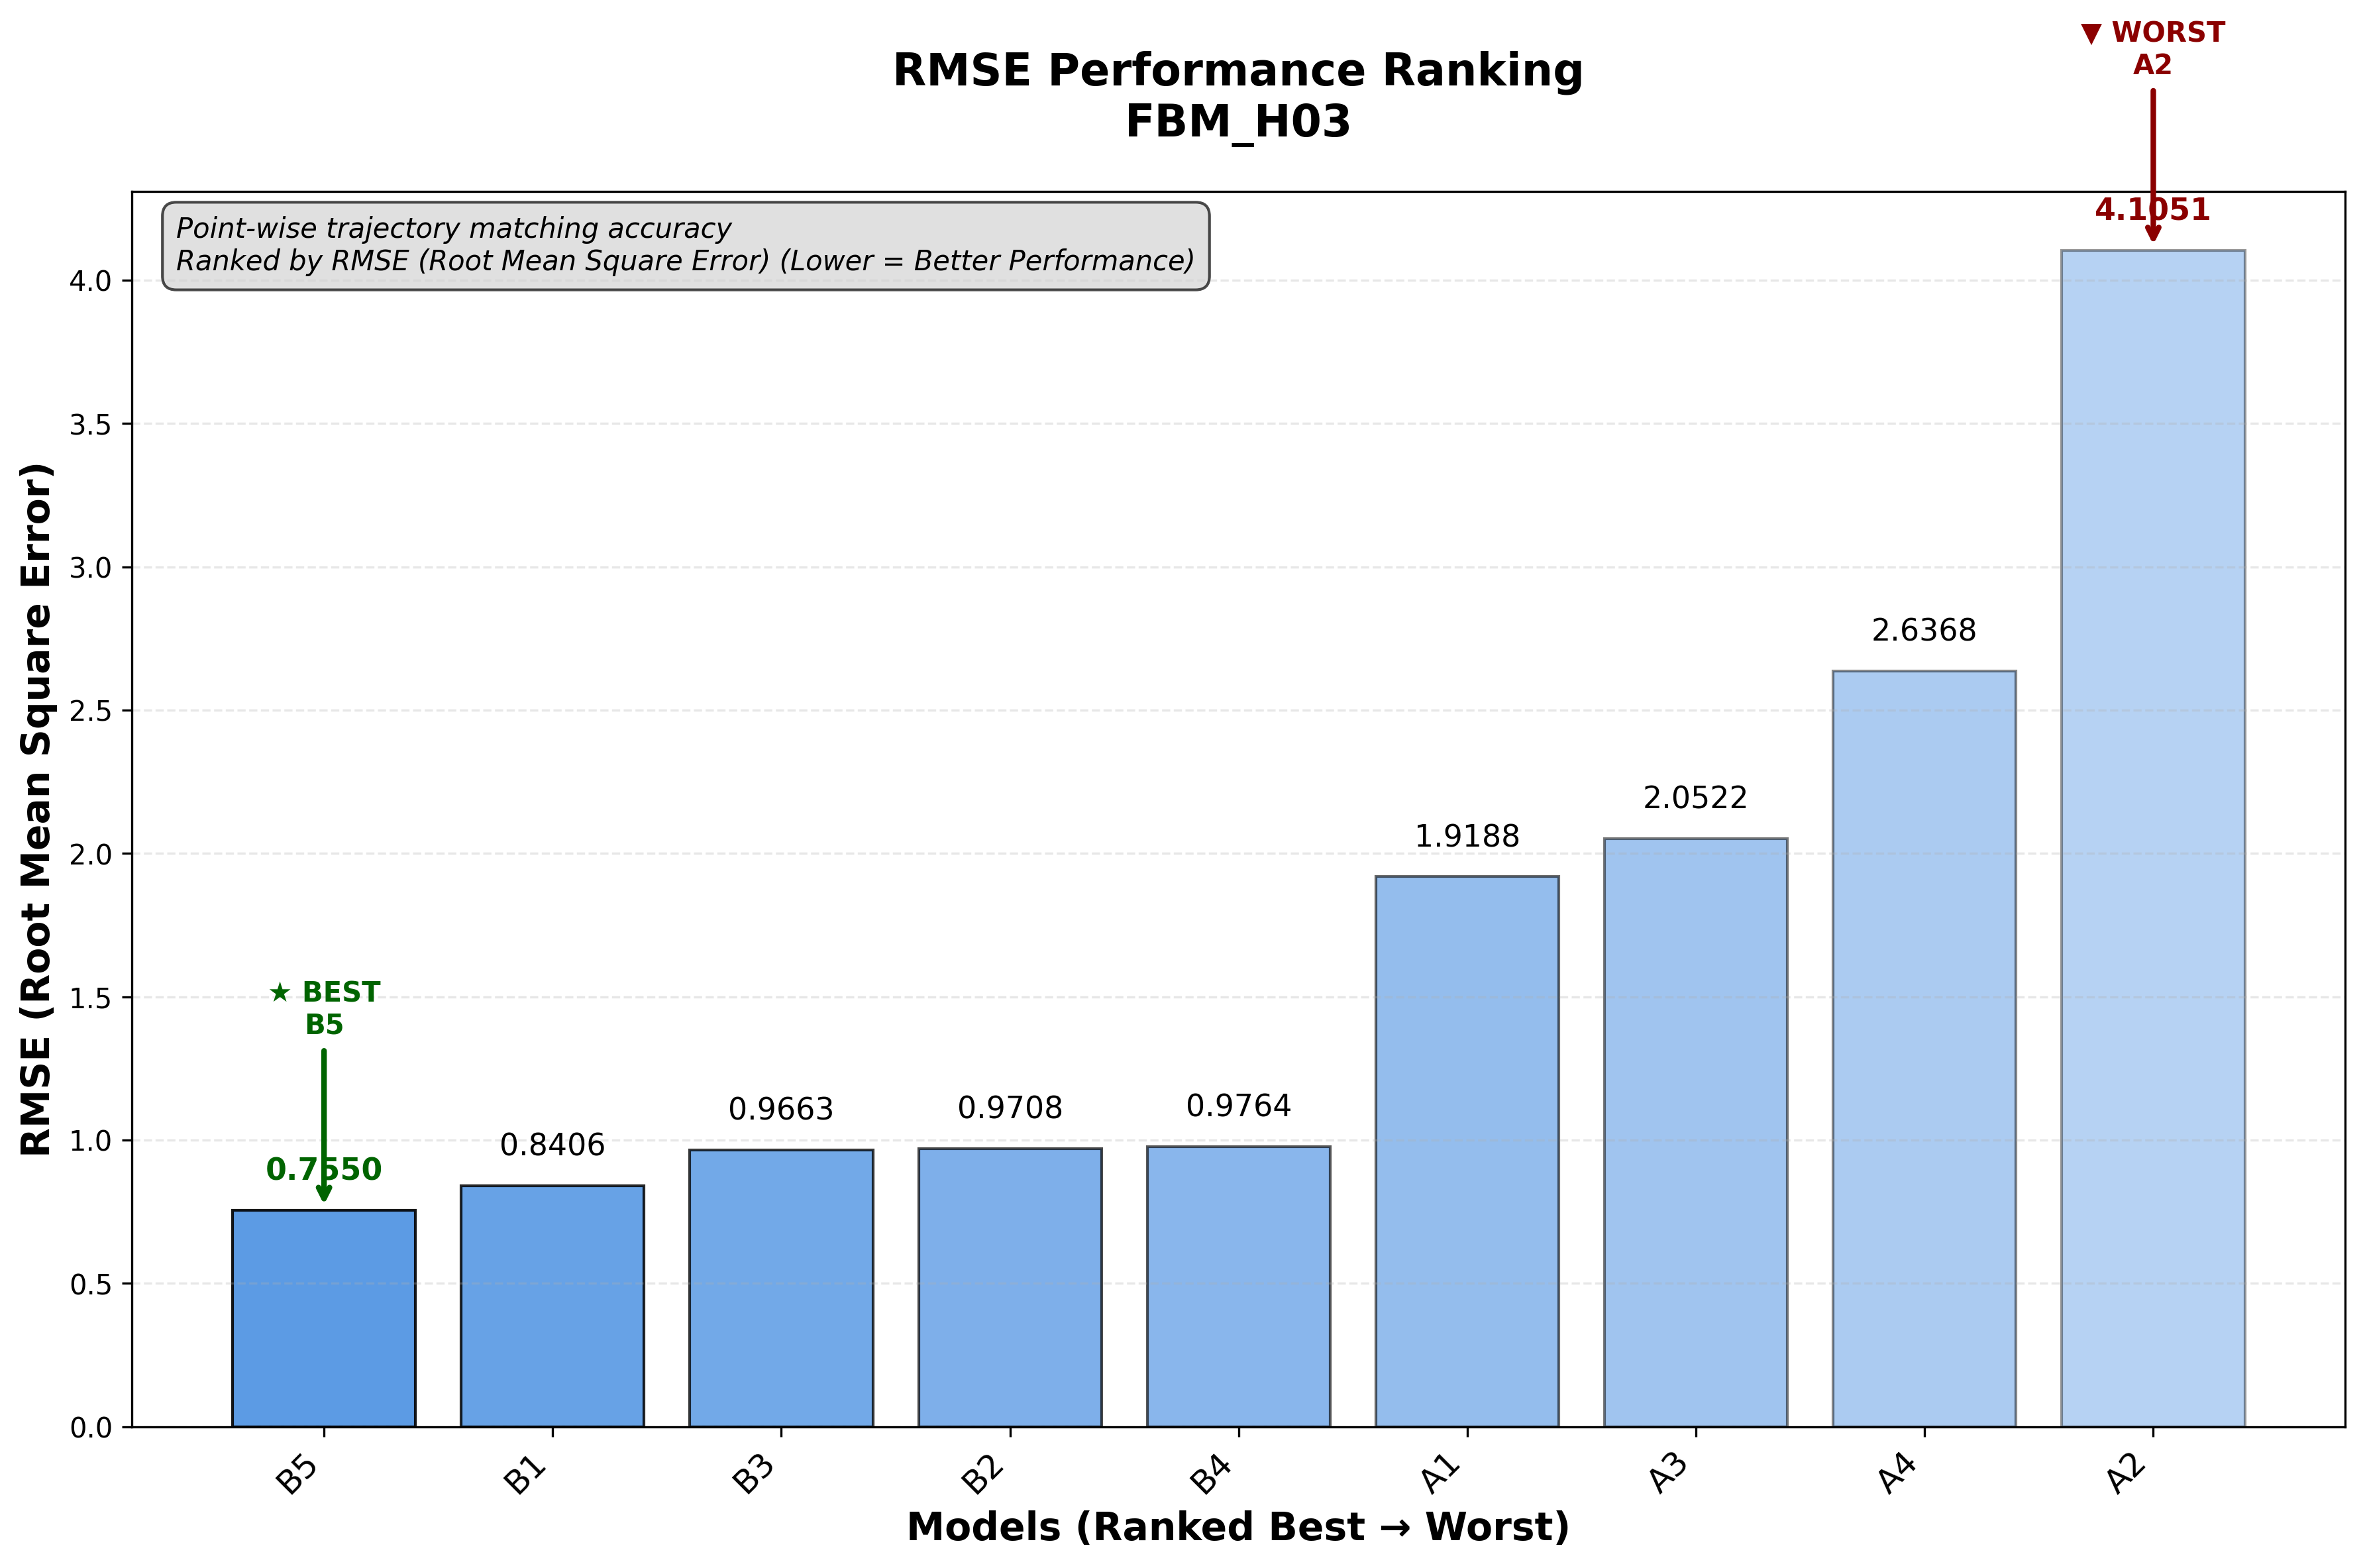 ▼ WORST
A2
RMSE Performance Ranking
FBM_H03
Point-wise trajectory matching accuracy
Ranked by RMSE (Root Mean Square Error) (Lower = Better Performance)
RMSE (Root Mean Square Error)
4.0
3.5
3.0
2.5
2.0
1.5
1.0
0.5
0.0
★ BEST
B5
0.7550
0.8406
0.9663
0.9708
0.9764
1.9188
2.0522
2.6368
4.1051
B5
B1
B3
B2
B4
A1
A3
A4
A2
Models (Ranked Best → Worst)